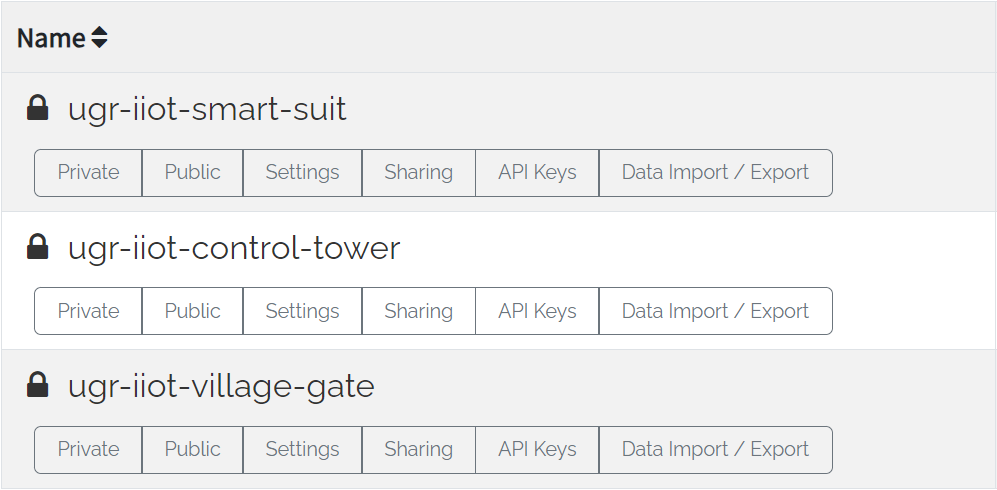 Name
ugr-iiot-smart-suit
Private Public Settings Sharing API Keys Data Import / Export
ugr-iiot-control-tower
Private Public Settings Sharing API Keys Data Import / Export
ugr-iiot-village-gate
Private Public Settings Sharing API Keys Data Import / Export